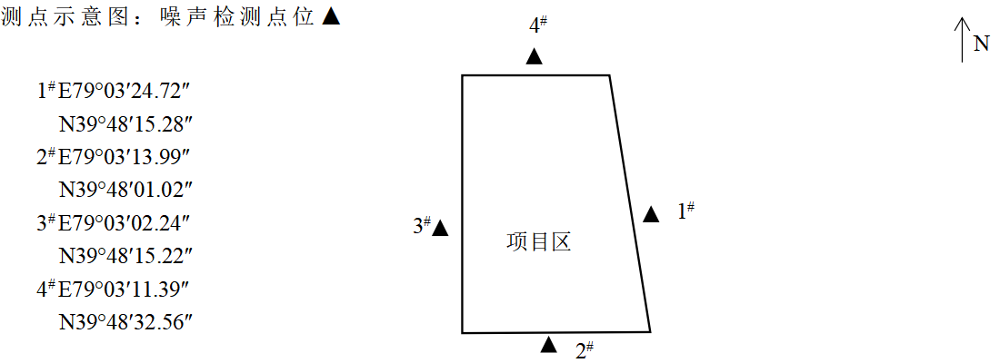 测点示意图：噪声检测点位▲
4#
N
1#E79°03′24.72″
N39°48′15.28″
2#E79°03′13.99″
N39°48′01.02″
3#E79°03′02.24″
N39°48′15.22″
4#E79°03′11.39″
N39°48′32.56″
3#
1#
项目区
2#